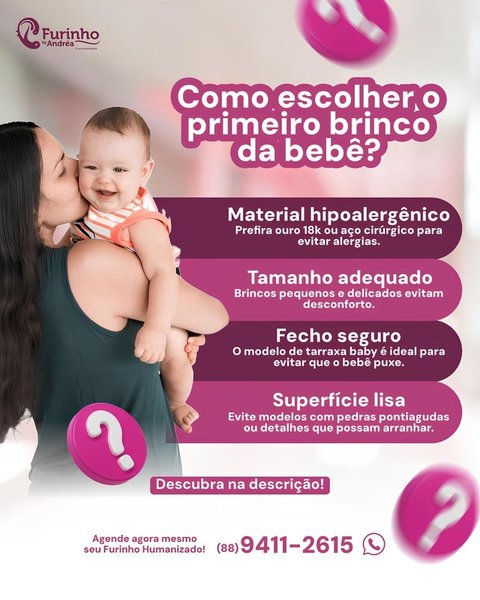 Furinho
by Andréa
Como escolher o
primeiro brinco
da bebê?
Material hipoalergênico
Prefira ouro 18k ou aço cirúrgico para
evitar alergias.
Tamanho adequado
Brincos pequenos e delicados evitam
desconforto.
Fecho seguro
O modelo de tarraxa baby é ideal para
evitar que o bebê puxe.
Superfície lisa
Evite modelos com pedras pontiagudas
ou detalhes que possam arranhar.
?
?
Descubra na descrição!
Agende agora mesmo
seu Furinho Humanizado!
(88) 9411-2615